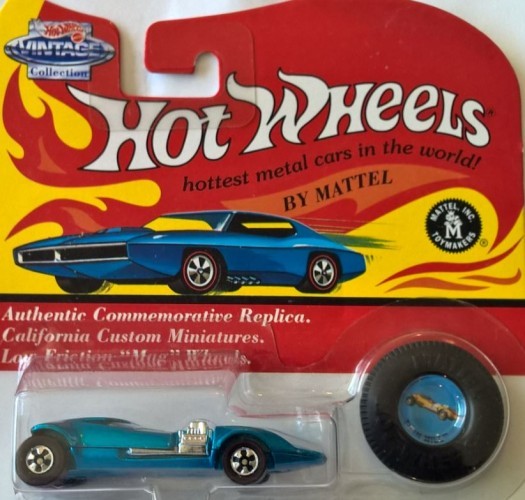 Hot Wheels
VINTAGE
Collection
HOT WHEELS®
hottest metal cars in the world!
BY MATTEL
MATTEL, INC.
M
TOYMAKERS
®
Authentic Commemorative Replica.
California Custom Miniatures.
Low-Friction "Mag" Wheels.